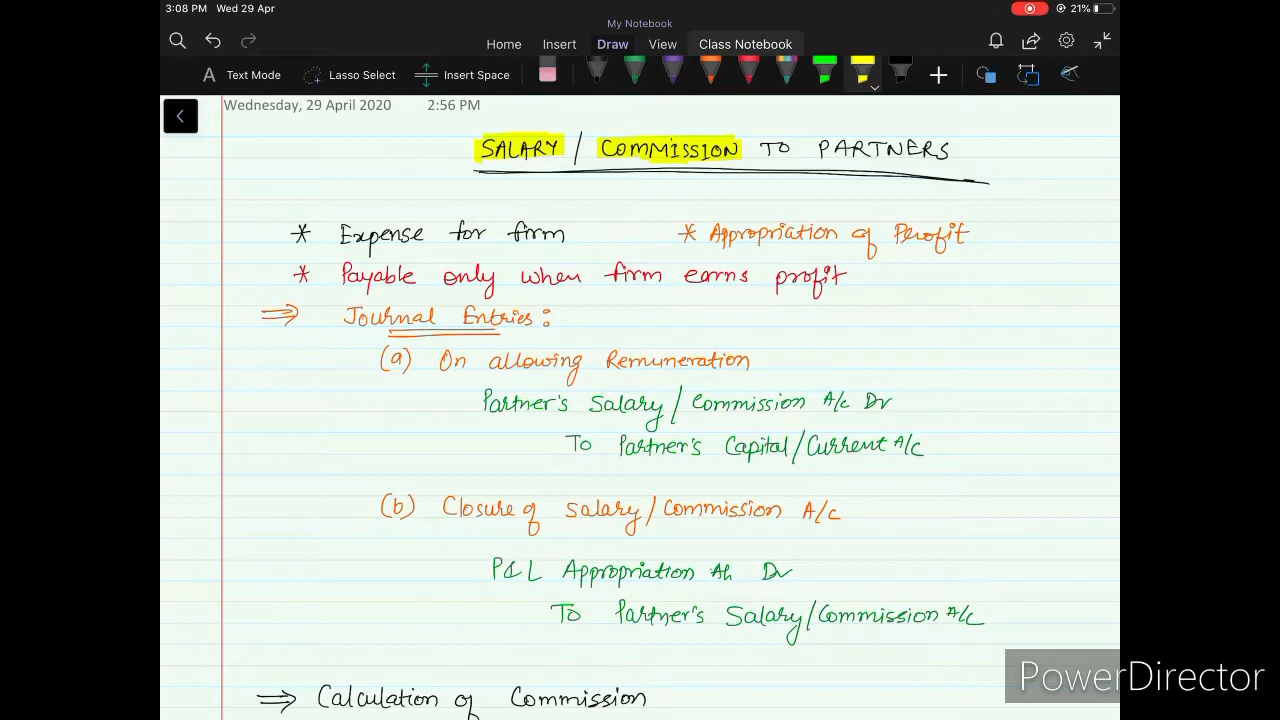 3:08 PM Wed 29 Apr
21%
My Notebook
Home Insert Draw View Class Notebook
A Text Mode Lasso Select Insert Space
Wednesday, 29 April 2020 2:56 PM
SALARY / COMMISSION TO PARTNERS
* Expense for firm * Appropriation of Profit
* Payable only when firm earns profit
⇒ Journal Entries:
(a) On allowing Remuneration
Partner's Salary/Commission A/c Dr
To Partner's Capital/Current A/C
(b) Closure of Salary/Commission A/c
P&L Appropriation A/c Dr
To Partner's Salary/Commission A/C
⇒ Calculation of Commission
PowerDirector